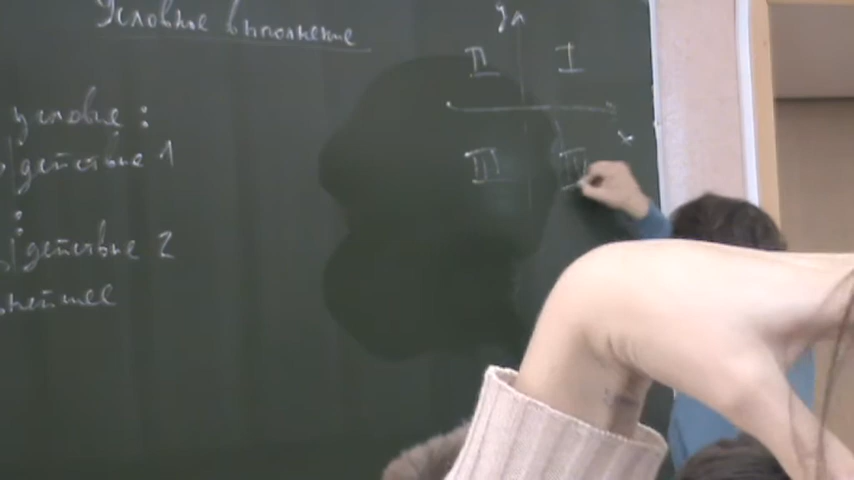 Условное выполнение
условие :
действие 1
:
действие 2
y
II I
x
III IV